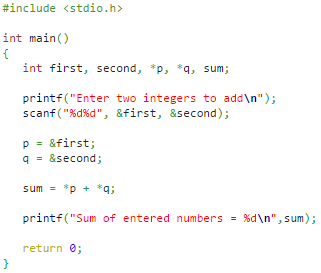 #include <stdio.h>
int main()
{
int first, second, *p, *q, sum;
printf("Enter two integers to add\n");
scanf("%d%d", &first, &second);
p = &first;
q = &second;
sum = *p + *q;
printf("Sum of entered numbers = %d\n",sum);
return 0;
}